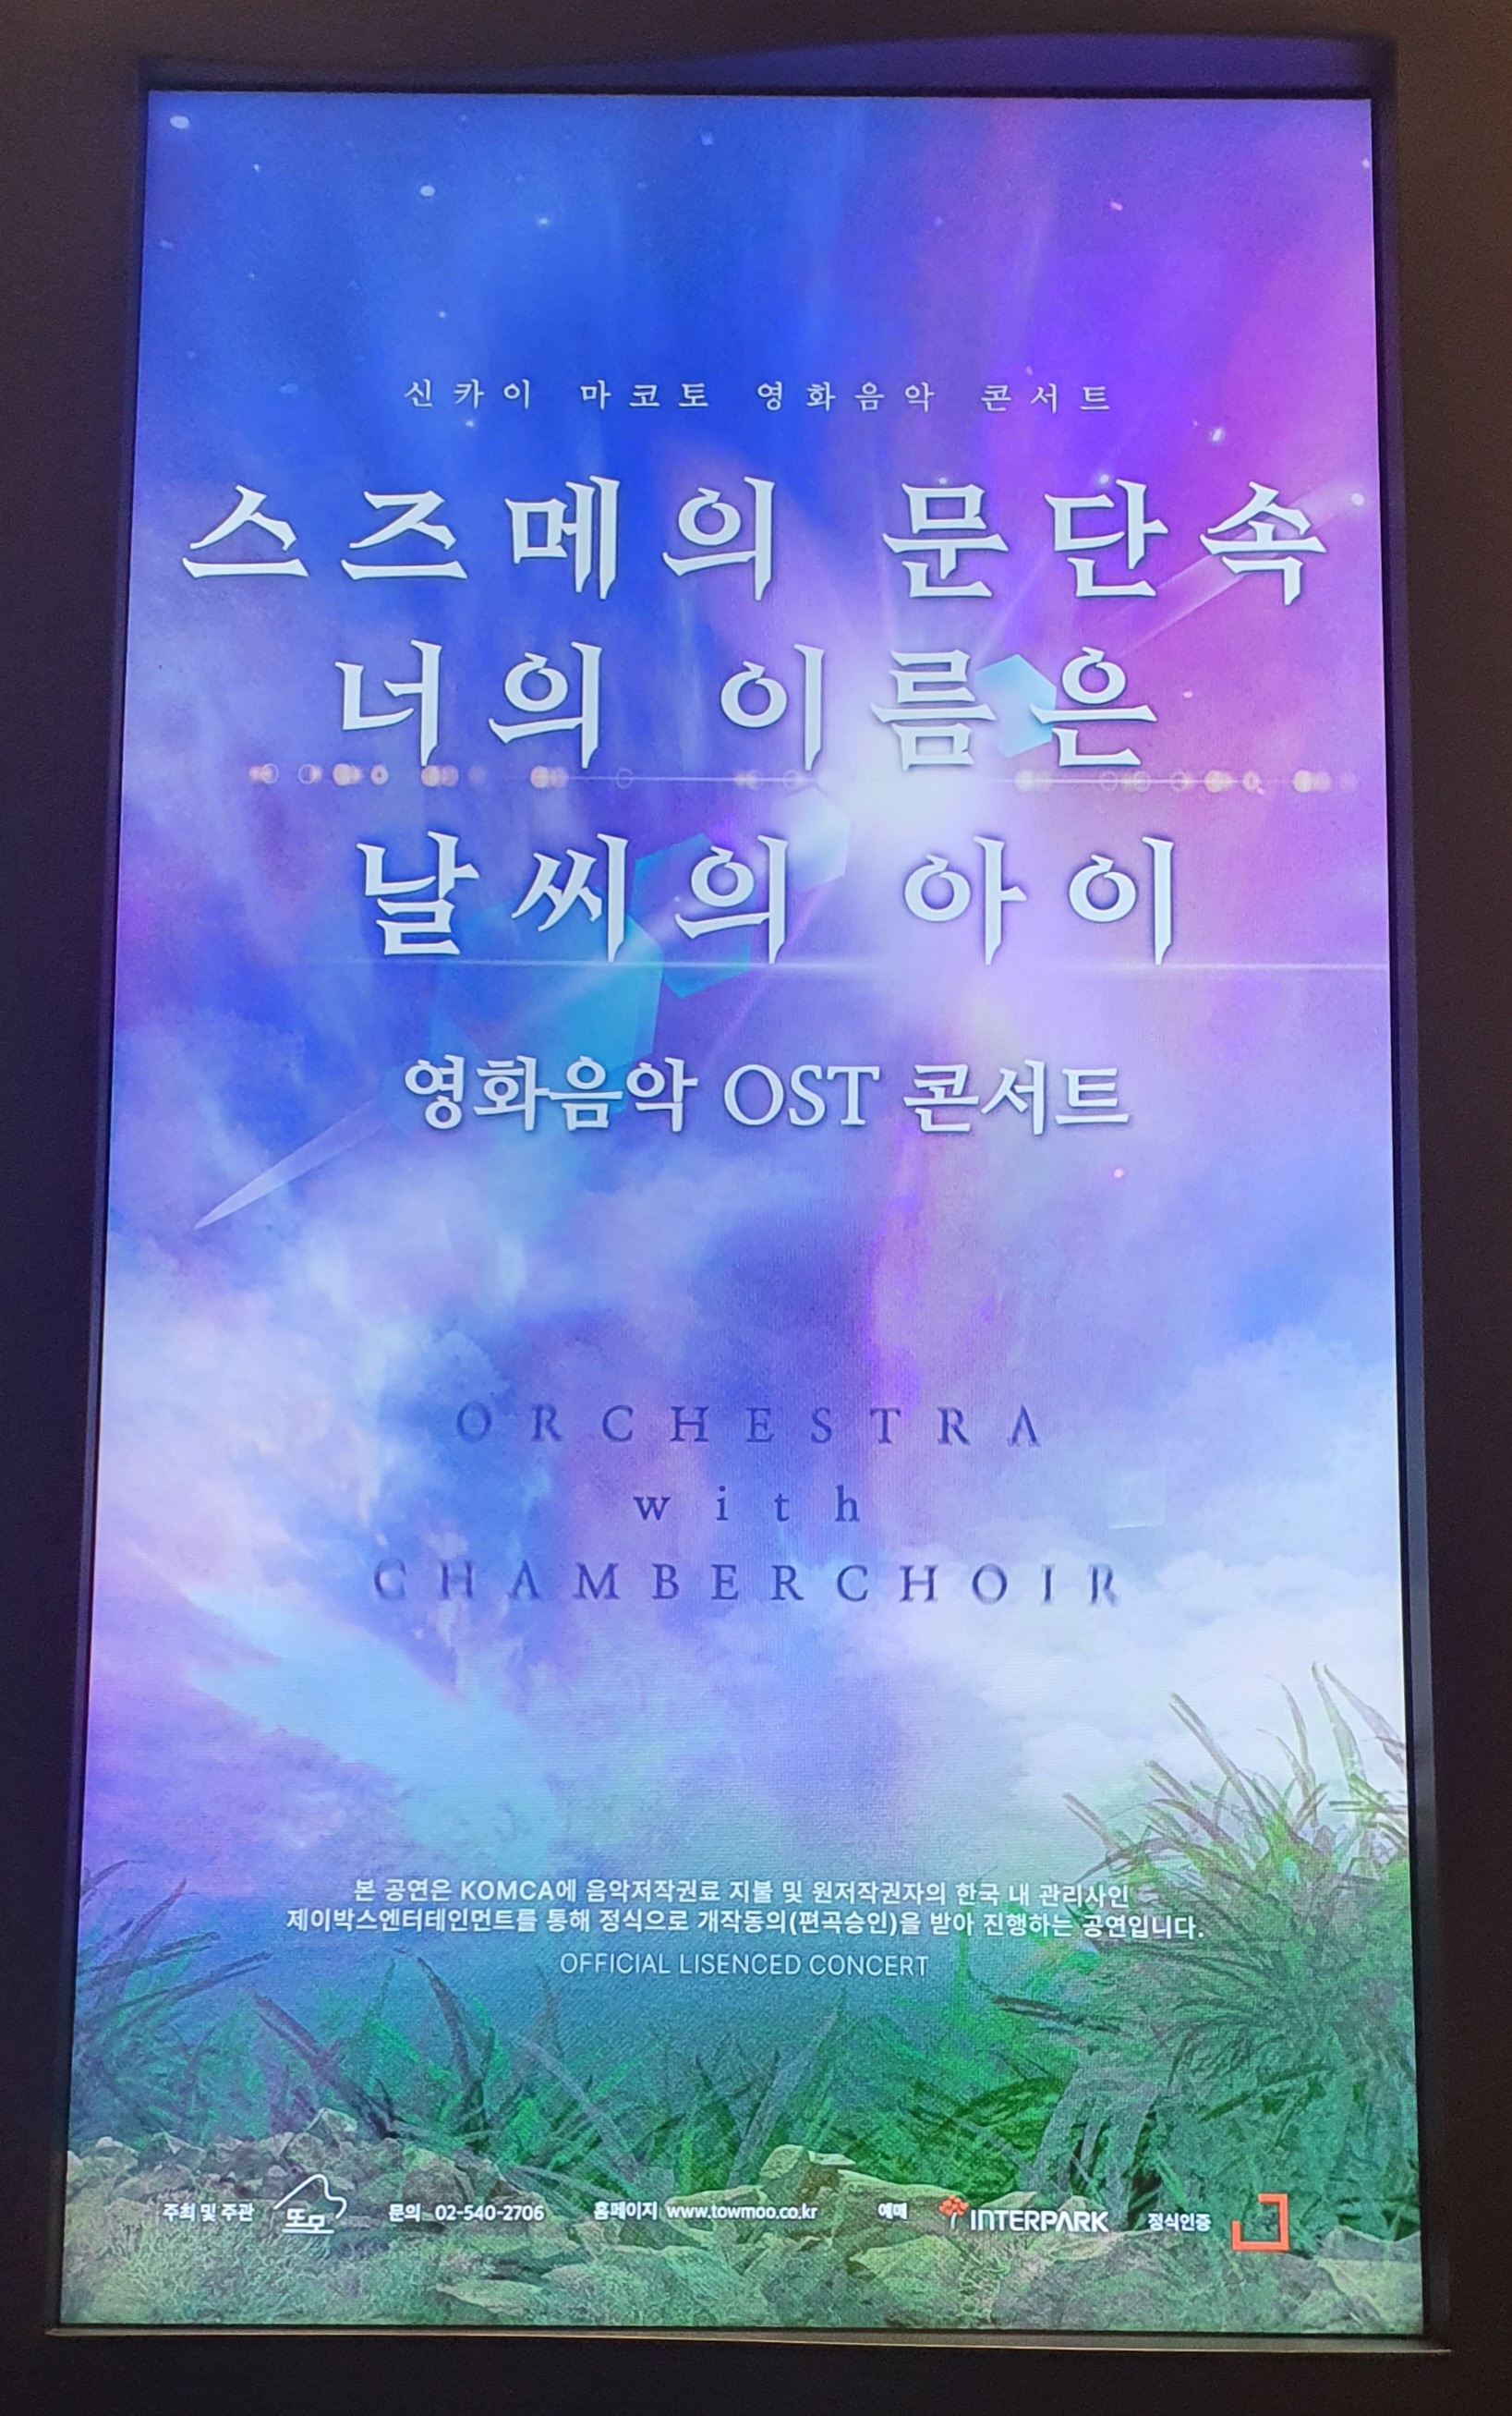 신카이 마코토 영화음악 콘서트
스즈메의 문단속
너의 이름은
날씨의 아이
영화음악 OST 콘서트
ORCHESTRA
with
CHAMBERCHOIR
본 공연은 KOMCA에 음악저작권료 지불 및 원저작권자의 한국 내 관리사인
제이박스엔터테인먼트를 통해 정식으로 개작동의(편곡승인)을 받아 진행하는 공연입니다.
OFFICIAL LISENCED CONCERT
주최 및 주관 또모 문의 02-540-2706 홈페이지 www.towmoo.co.kr 예매 INTERPARK 정식인증